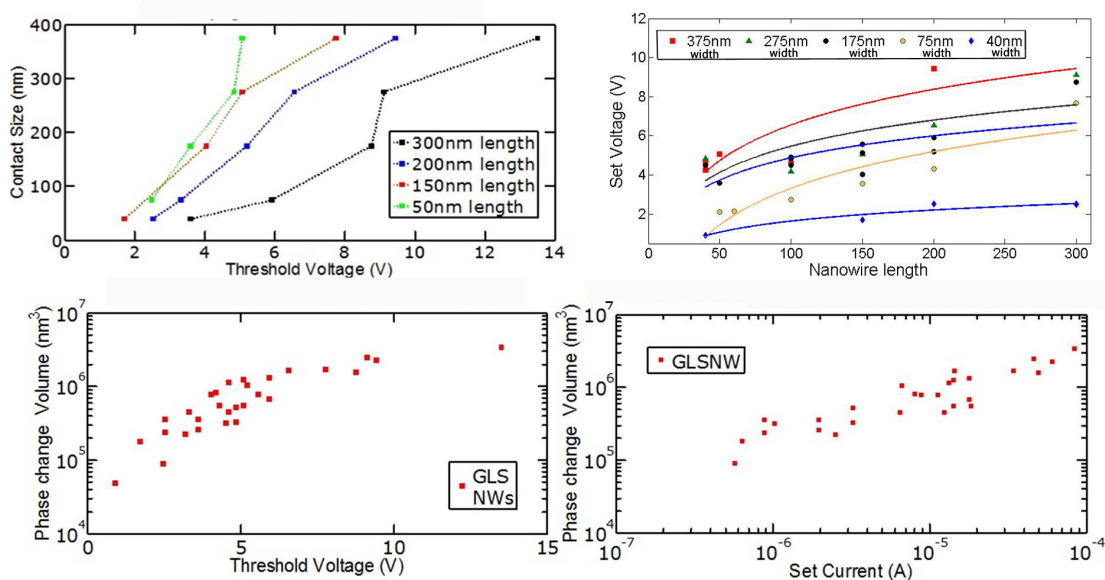 400
300
200
100
0
Contact Size (nm)
300nm length
200nm length
150nm length
50nm length
0 2 4 6 8 10 12 14
Threshold Voltage (V)
375nm 275nm 175nm 75nm 40nm
width width width width width
12
10
8
6
4
2
Set Voltage (V)
0 50 100 150 200 250 300
Nanowire length
10^7
10^6
10^5
10^4
Phase change Volume (nm^3)
GLS
NWs
0 5 10 15
Threshold Voltage (V)
10^7
10^6
10^5
10^4
Phase change Volume (nm^3)
GLSNW
10^-7 10^-6 10^-5 10^-4
Set Current (A)